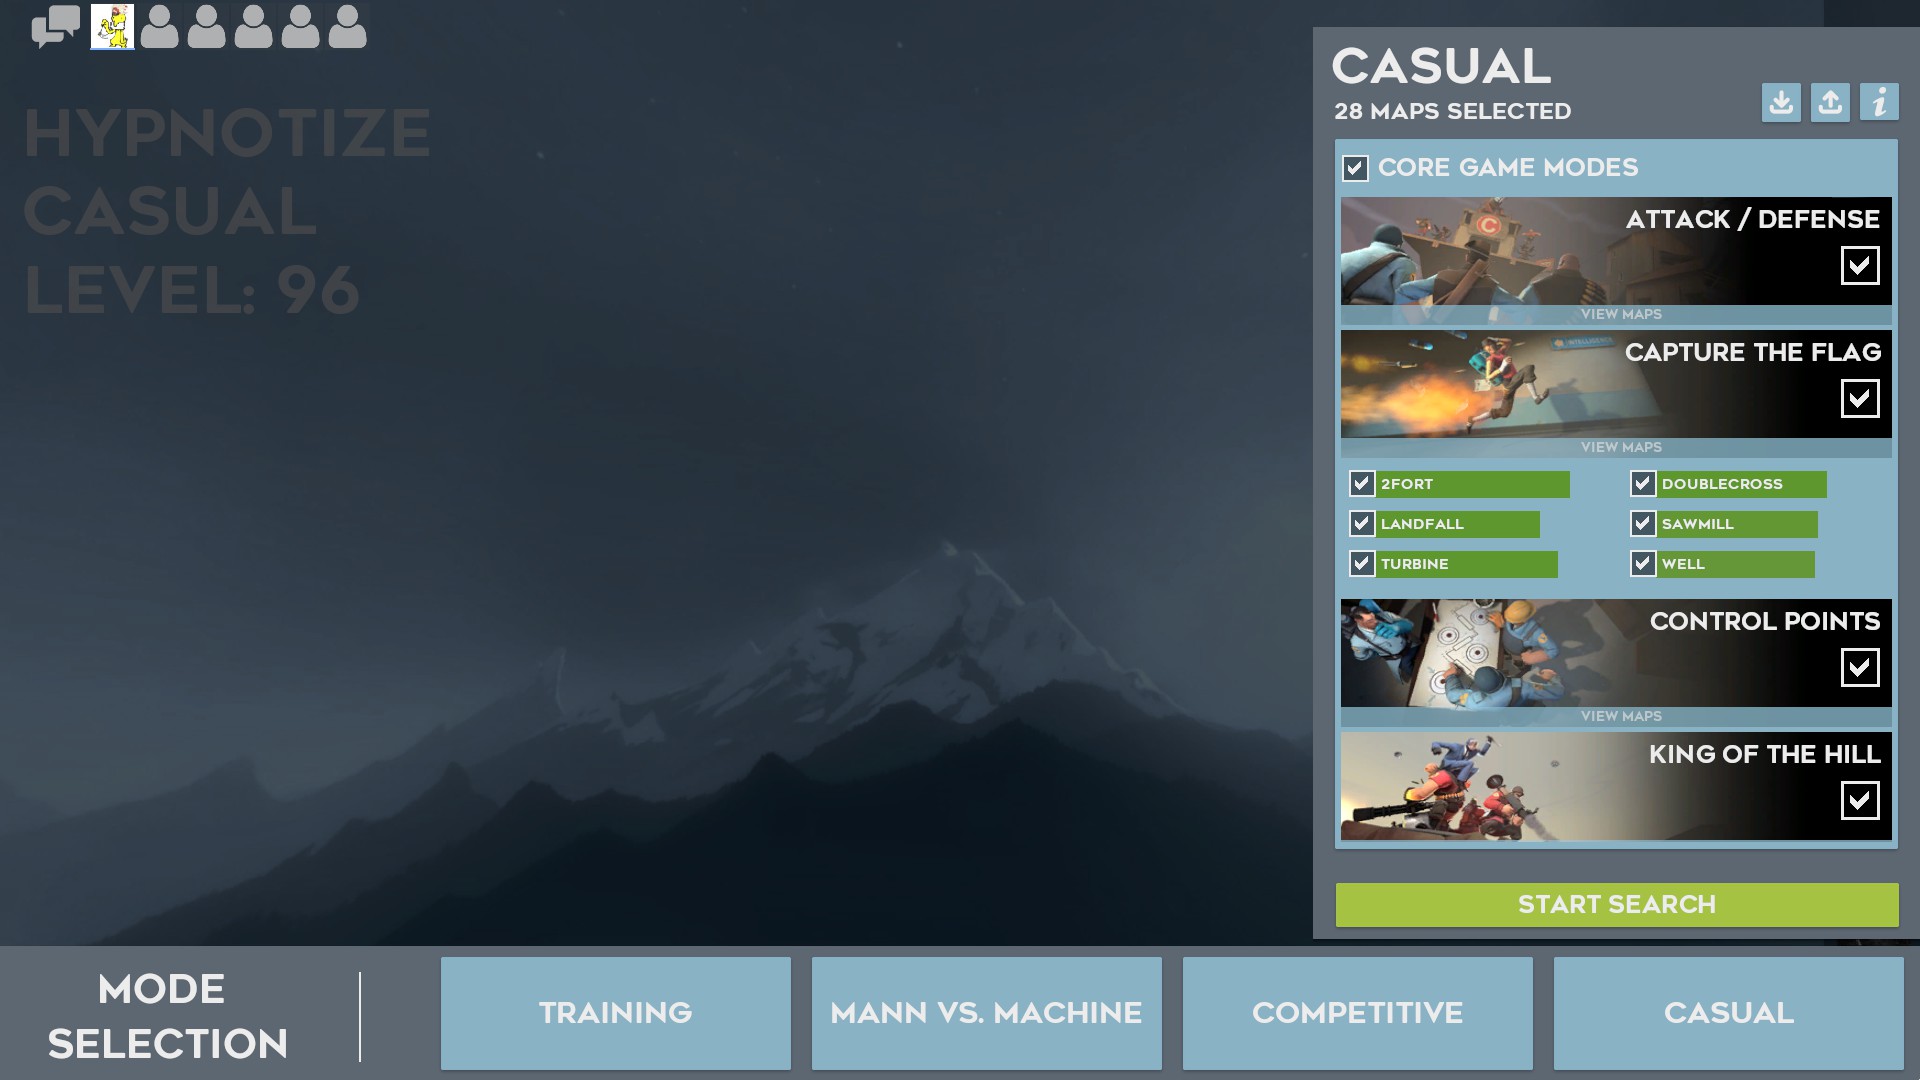 HYPNOTIZE
CASUAL
LEVEL: 96
CASUAL
28 MAPS SELECTED
i
CORE GAME MODES
ATTACK / DEFENSE
C
VIEW MAPS
INTELLIGENCE
CAPTURE THE FLAG
VIEW MAPS
2FORT
DOUBLECROSS
LANDFALL
SAWMILL
TURBINE
WELL
CONTROL POINTS
VIEW MAPS
KING OF THE HILL
START SEARCH
MODE
SELECTION
TRAINING
MANN VS. MACHINE
COMPETITIVE
CASUAL